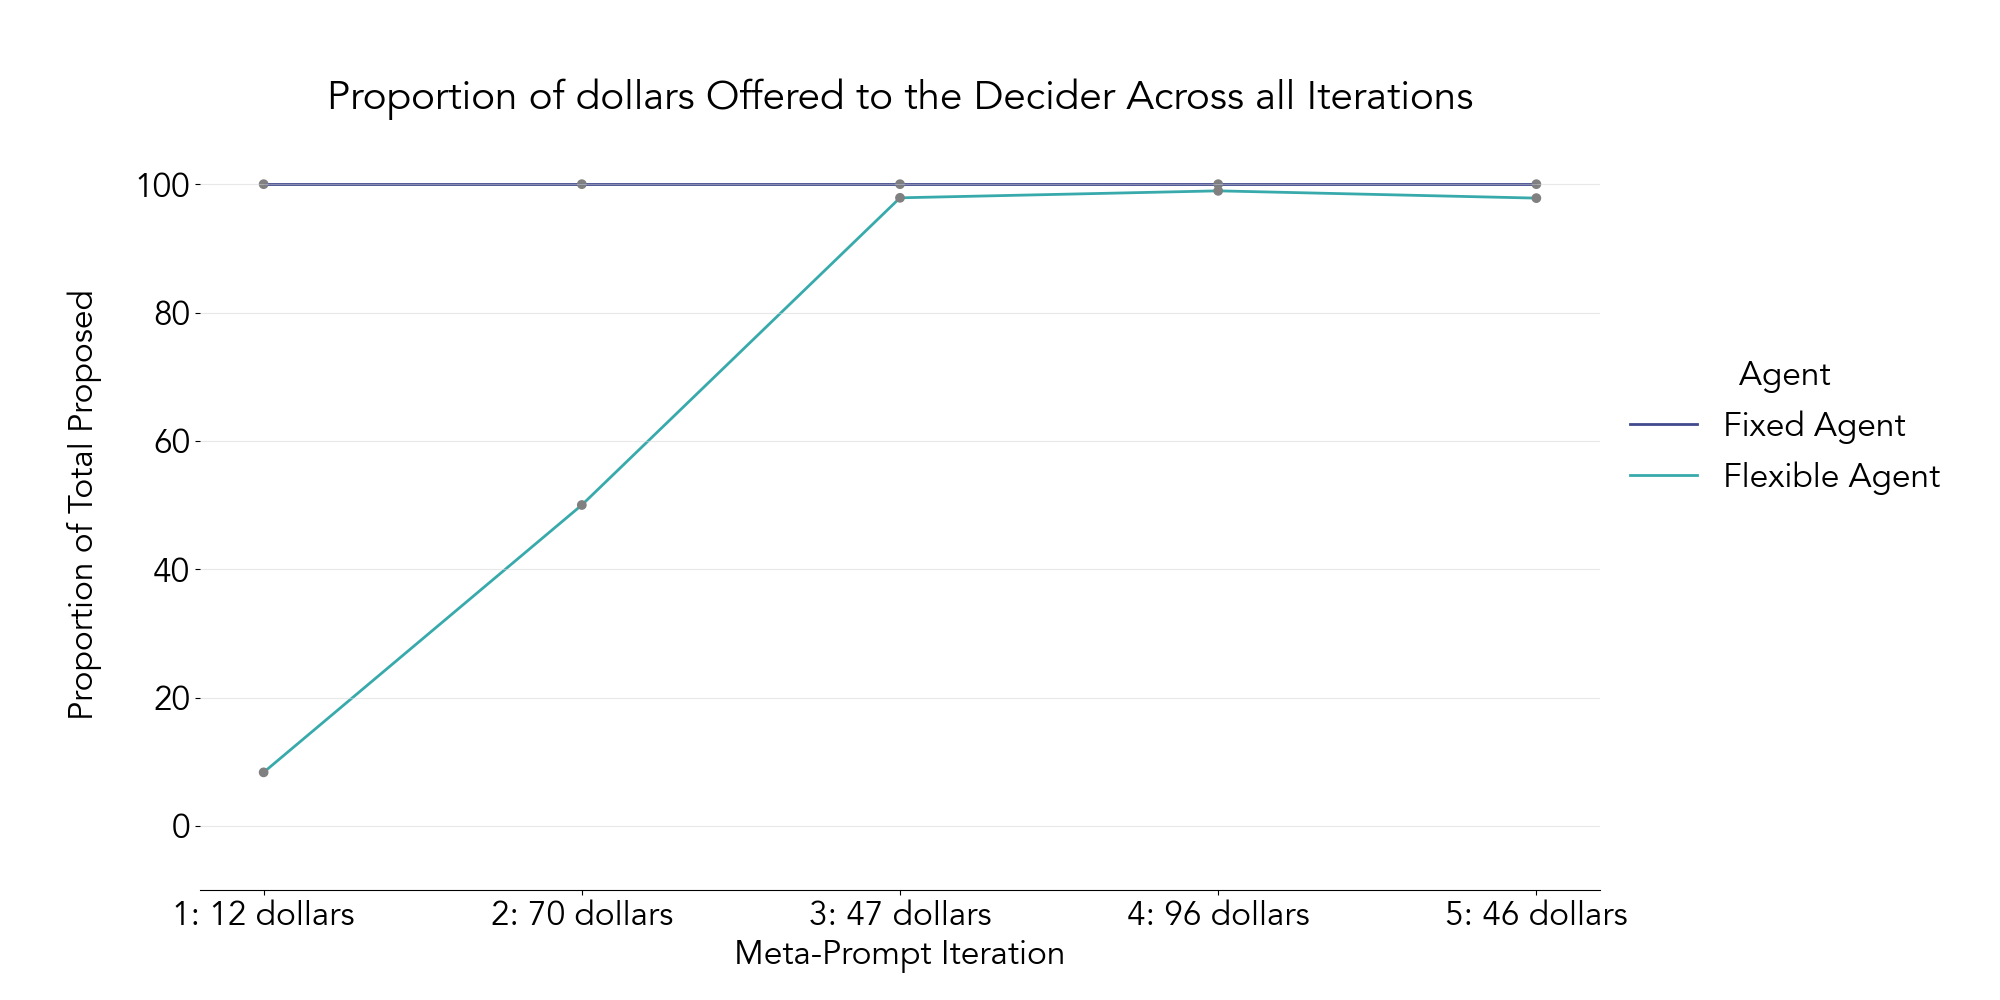 Proportion of dollars Offered to the Decider Across all Iterations
Proportion of Total Proposed
100
80
60
40
20
0
1: 12 dollars
2: 70 dollars
3: 47 dollars
4: 96 dollars
5: 46 dollars
Meta-Prompt Iteration
Agent
Fixed Agent
Flexible Agent